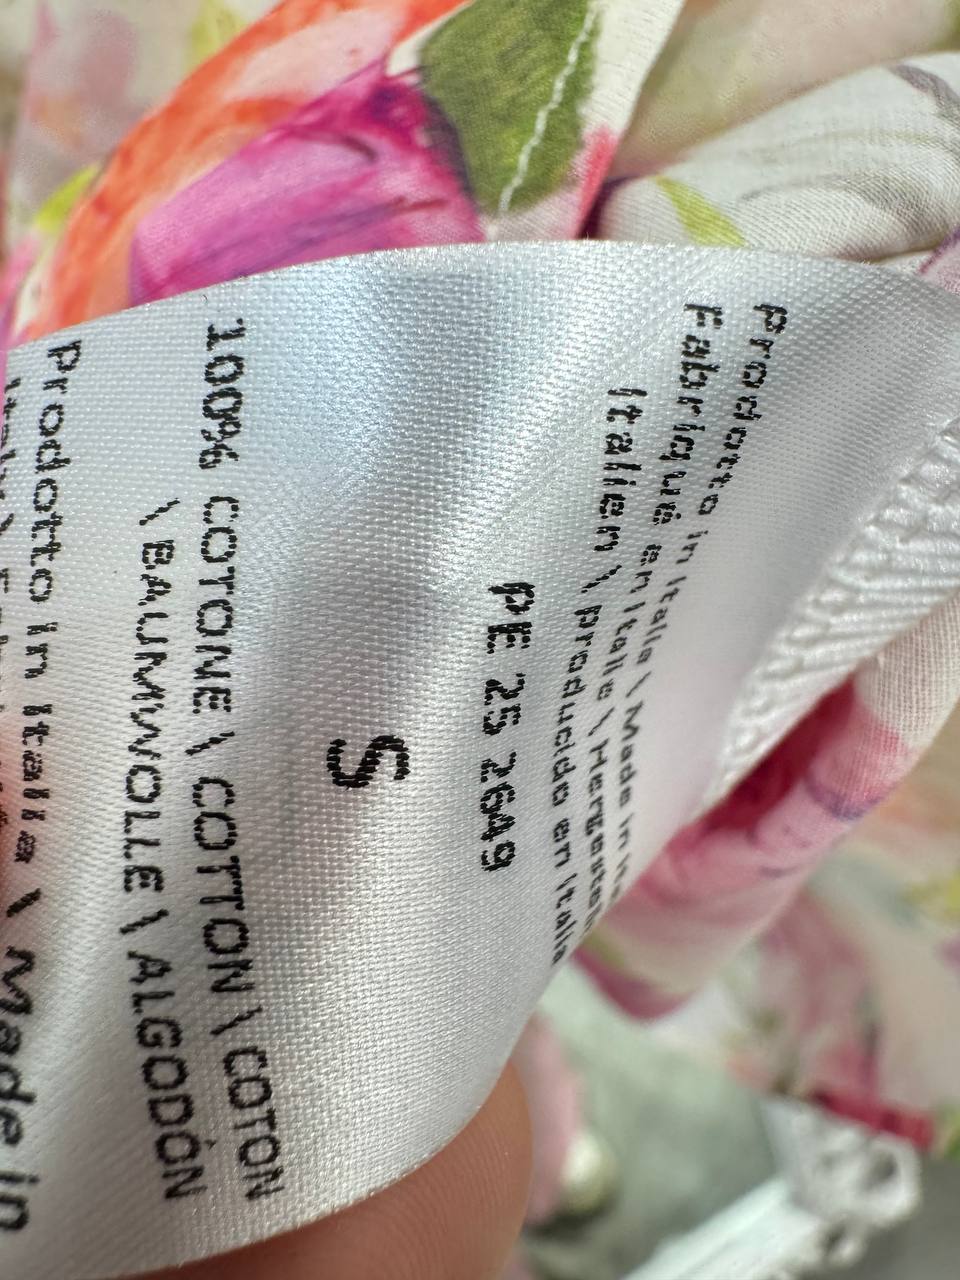 Prodotto in Italia \ Made in
Fabriqué en Italie \
Italien \ Producido en Italia
PE 25 2649
S
100% COTONE \ COTTON \ COTON
\ BAUMWOLLE \ ALGODÓN
Prodotto in Italia \ Made in